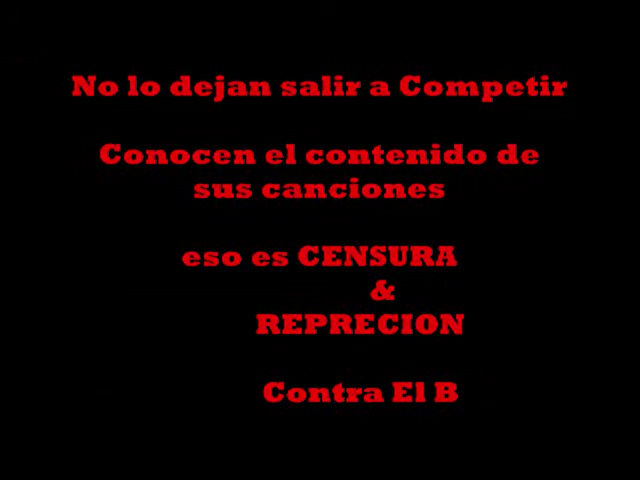 No lo dejan salir a Competir
Conocen el contenido de
sus canciones
eso es CENSURA
&
REPRECION
Contra El B